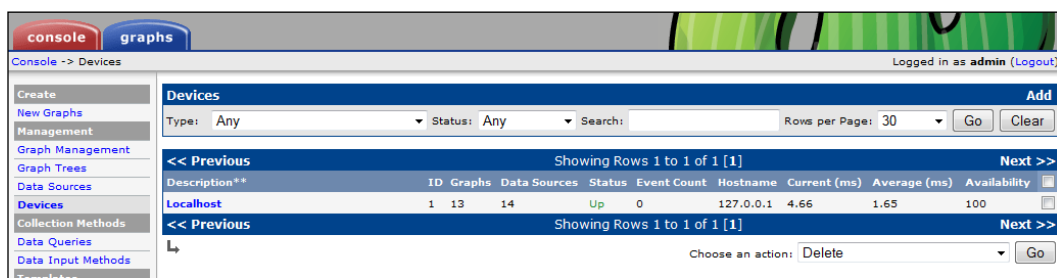 console graphs
Console -> Devices Logged in as admin (Logout)
Create
New Graphs
Management
Graph Management
Graph Trees
Data Sources
Devices
Collection Methods
Data Queries
Data Input Methods
Templates
Devices Add
Type: Any Status: Any Search: Rows per Page: 30 Go Clear
<< Previous Showing Rows 1 to 1 of 1 [1] Next >>
Description** ID Graphs Data Sources Status Event Count Hostname Current (ms) Average (ms) Availability
Localhost 1 13 14 Up 0 127.0.0.1 4.66 1.65 100
<< Previous Showing Rows 1 to 1 of 1 [1] Next >>
Choose an action: Delete Go